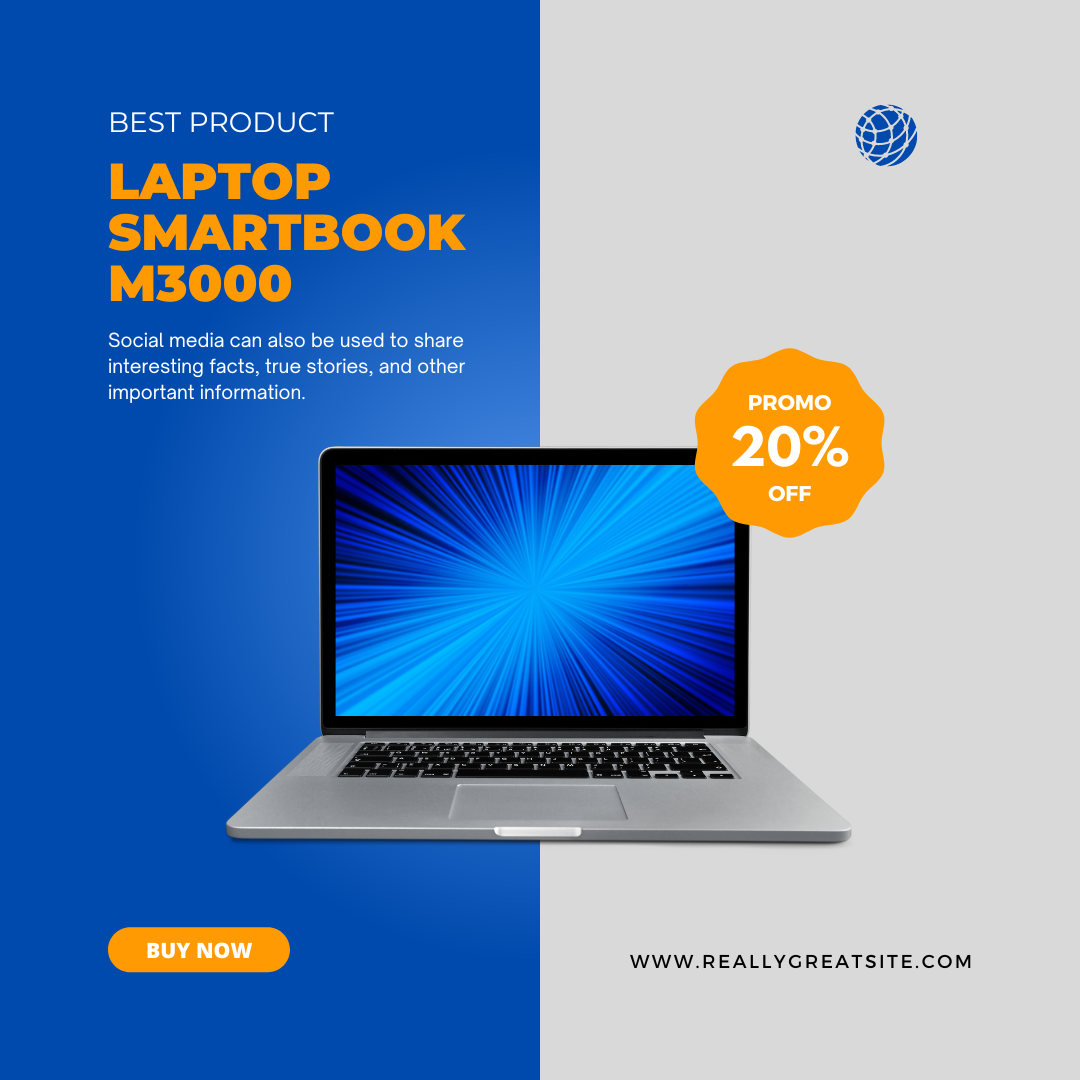 BEST PRODUCT
LAPTOP
SMARTBOOK
M3000
Social media can also be used to share
interesting facts, true stories, and other
important information.
PROMO
20%
OFF
BUY NOW
WWW.REALLYGREATSITE.COM